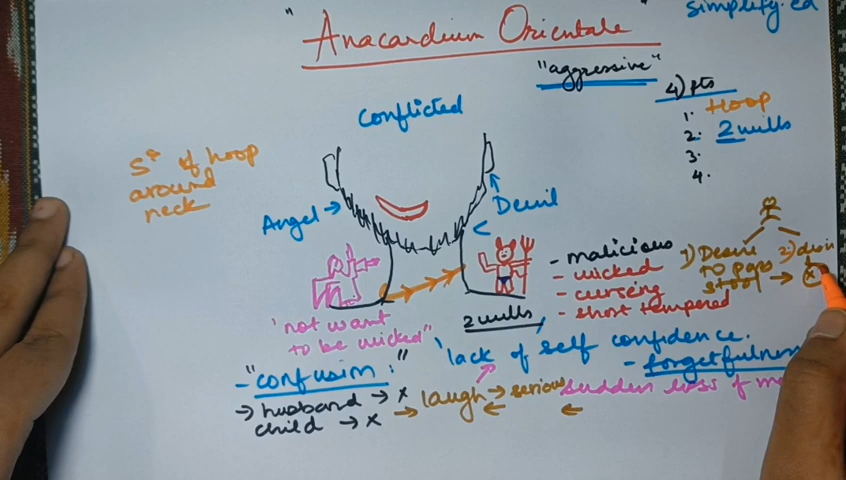 simplify.ed
"Anacardium Orientale"
"aggressive"
4) pts
1. Hoop
2. 2 wills
3.
4.
Conflicted
sⁿ of hoop
around
neck
Angel →
Devil
- malicious
- wicked
- cursing
- short tempered
1) Desire
to pass
stool →
2) desire
x
'not want
to be wicked"
2 wills
- "confusion:"
'lack of self confidence.
- forgetfulness
→ husband → x
child → x
→ laugh → serious
sudden loss of